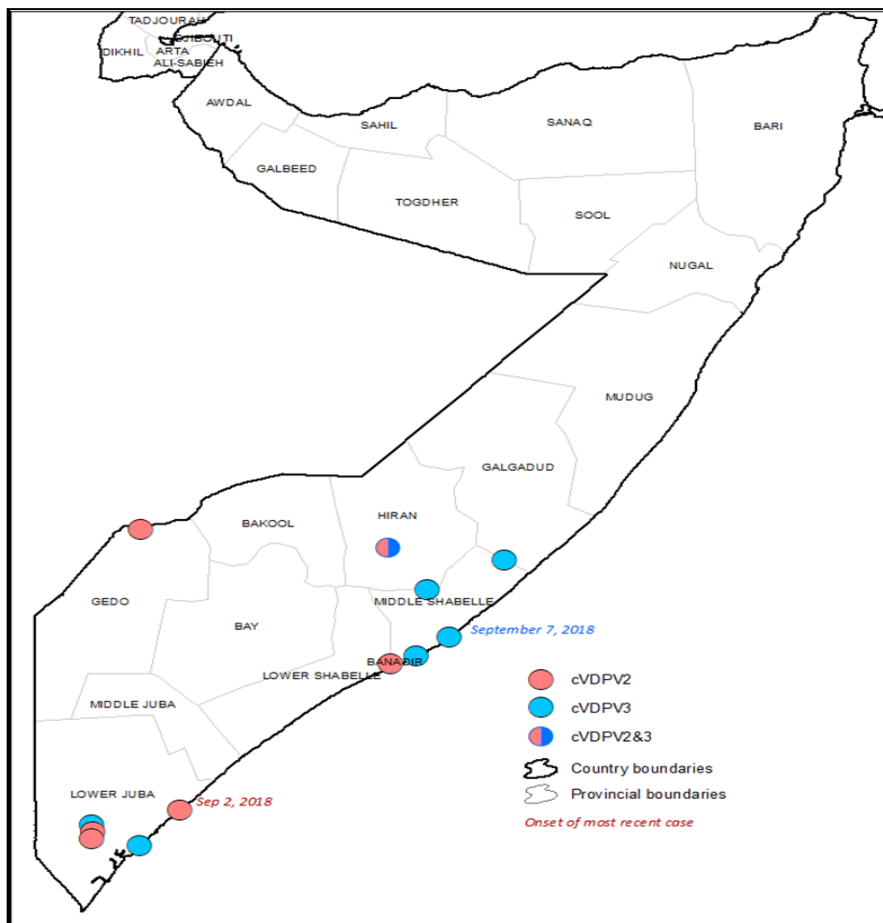 TADJOURAH
DJIBOUTI
DIKHIL
ARTA
ALI-SABIEH
AWDAL
SAHIL
SANAQ
BARI
GALBEED
TOGDHER
SOOL
NUGAL
MUDUG
GALGADUD
HIRAN
BAKOOL
GEDO
MIDDLE SHABELLE
BAY
September 7, 2018
BANADIR
LOWER SHABELLE
cVDPV2
MIDDLE JUBA
cVDPV3
cVDPV2&3
Country boundaries
LOWER JUBA
Provincial boundaries
Sep 2, 2018
Onset of most recent case